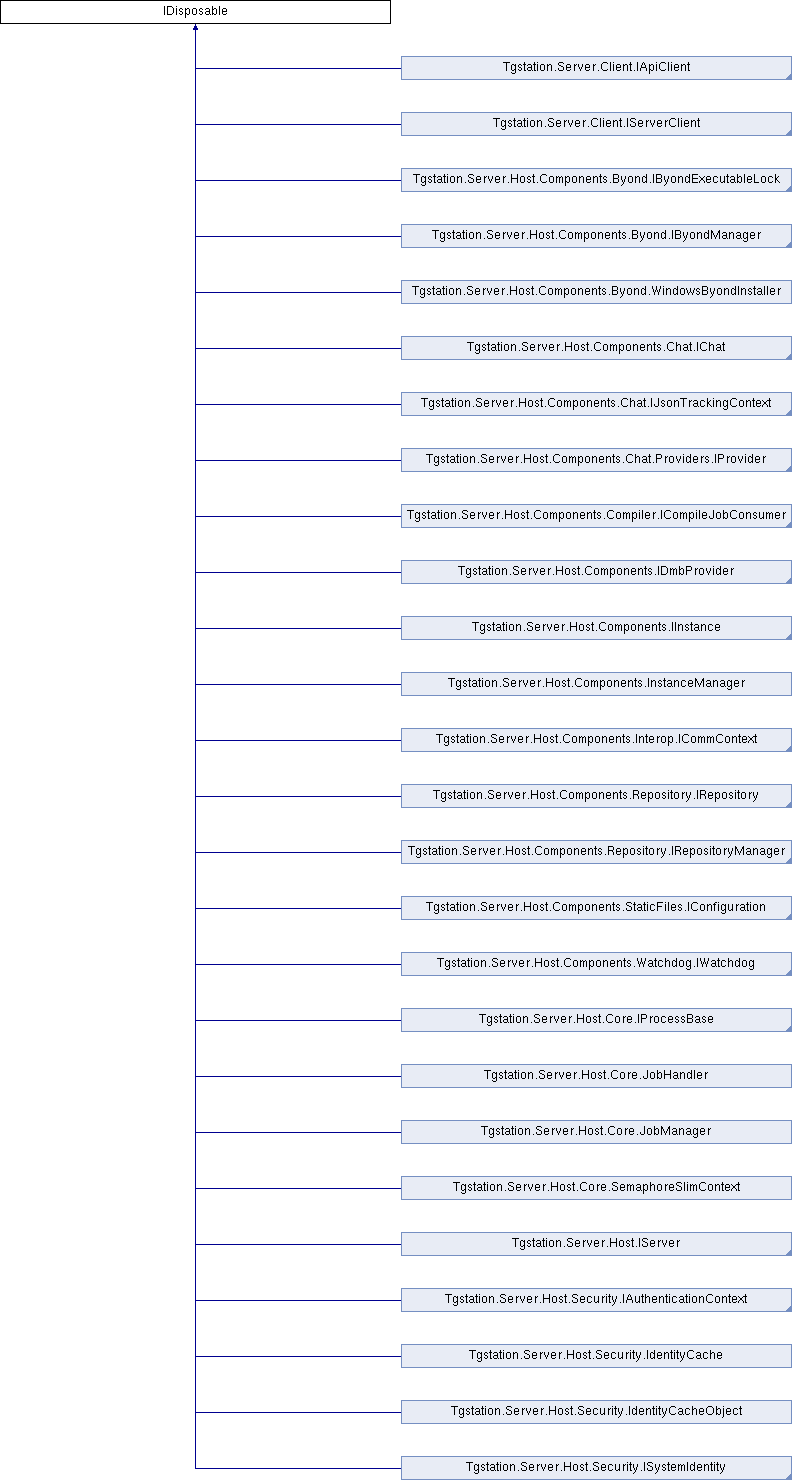 IDisposable
Tgstation.Server.Client.IApiClient
Tgstation.Server.Client.IServerClient
Tgstation.Server.Host.Components.Byond.IByondExecutableLock
Tgstation.Server.Host.Components.Byond.IByondManager
Tgstation.Server.Host.Components.Byond.WindowsByondInstaller
Tgstation.Server.Host.Components.Chat.IChat
Tgstation.Server.Host.Components.Chat.IJsonTrackingContext
Tgstation.Server.Host.Components.Chat.Providers.IProvider
Tgstation.Server.Host.Components.Compiler.ICompileJobConsumer
Tgstation.Server.Host.Components.IDmbProvider
Tgstation.Server.Host.Components.IInstance
Tgstation.Server.Host.Components.InstanceManager
Tgstation.Server.Host.Components.Interop.ICommContext
Tgstation.Server.Host.Components.Repository.IRepository
Tgstation.Server.Host.Components.Repository.IRepositoryManager
Tgstation.Server.Host.Components.StaticFiles.IConfiguration
Tgstation.Server.Host.Components.Watchdog.IWatchdog
Tgstation.Server.Host.Core.IProcessBase
Tgstation.Server.Host.Core.JobHandler
Tgstation.Server.Host.Core.JobManager
Tgstation.Server.Host.Core.SemaphoreSlimContext
Tgstation.Server.Host.IServer
Tgstation.Server.Host.Security.IAuthenticationContext
Tgstation.Server.Host.Security.IdentityCache
Tgstation.Server.Host.Security.IdentityCacheObject
Tgstation.Server.Host.Security.ISystemIdentity